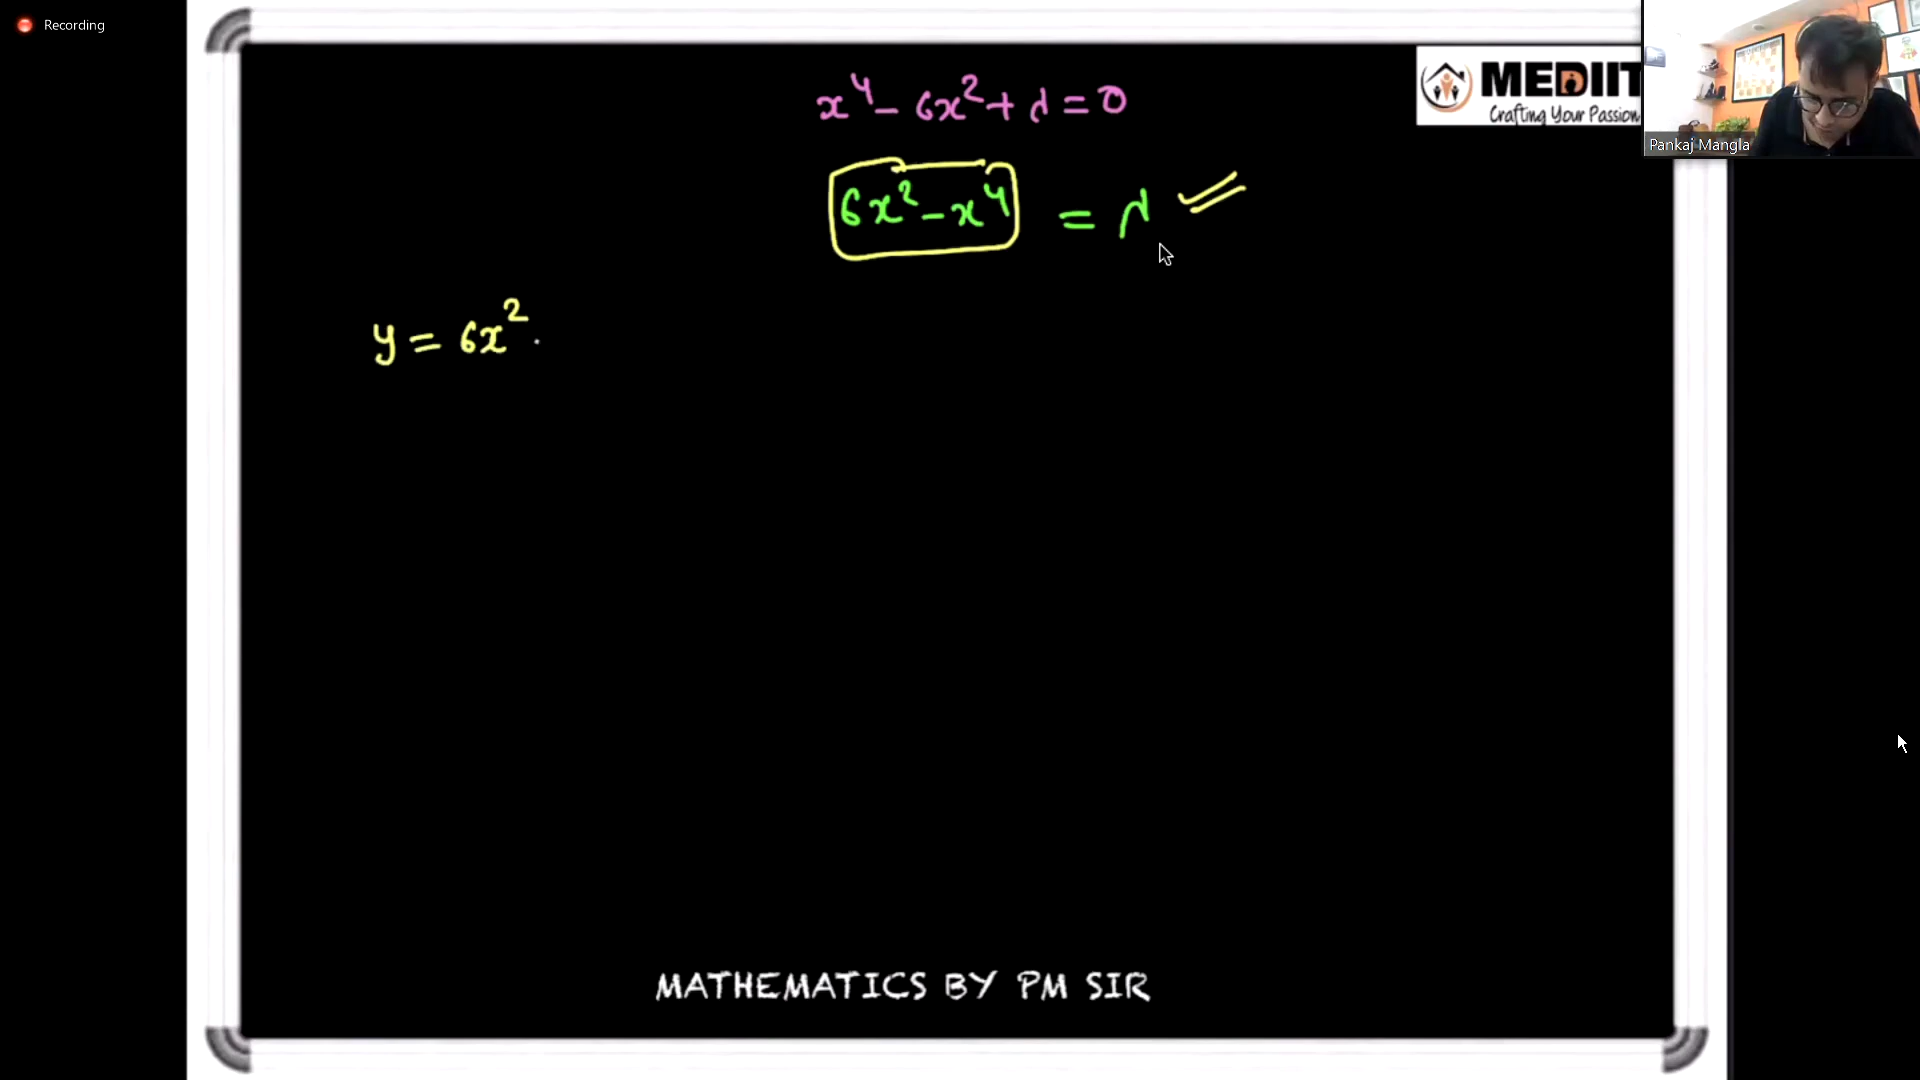 Recording
x⁴ - 6x² + λ = 0
MEDIIT
Crafting Your Passion
Pankaj Mangla
6x² - x⁴ = λ
y = 6x²
MATHEMATICS BY PM SIR